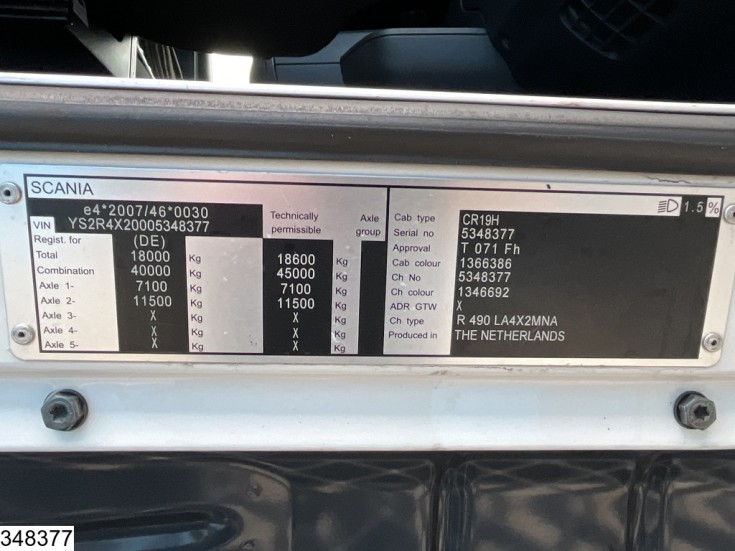 SCANIA
1.5%
e4*2007/46*0030
VIN YS2R4X20005348377
Technically permissible
Axle group
Regist. for (DE)
Total 18000 Kg 18600 Kg
Combination 40000 Kg 45000 Kg
Axle 1- 7100 Kg 7100 Kg
Axle 2- 11500 Kg 11500 Kg
Axle 3- X Kg X Kg
Axle 4- X Kg X Kg
Axle 5- X Kg X Kg
Cab type CR19H
Serial no 5348377
Approval T 071 Fh
Cab colour 1366386
Ch No 5348377
Ch colour 1346692
ADR GTW X
Ch type R 490 LA4X2MNA
Produced in THE NETHERLANDS
348377